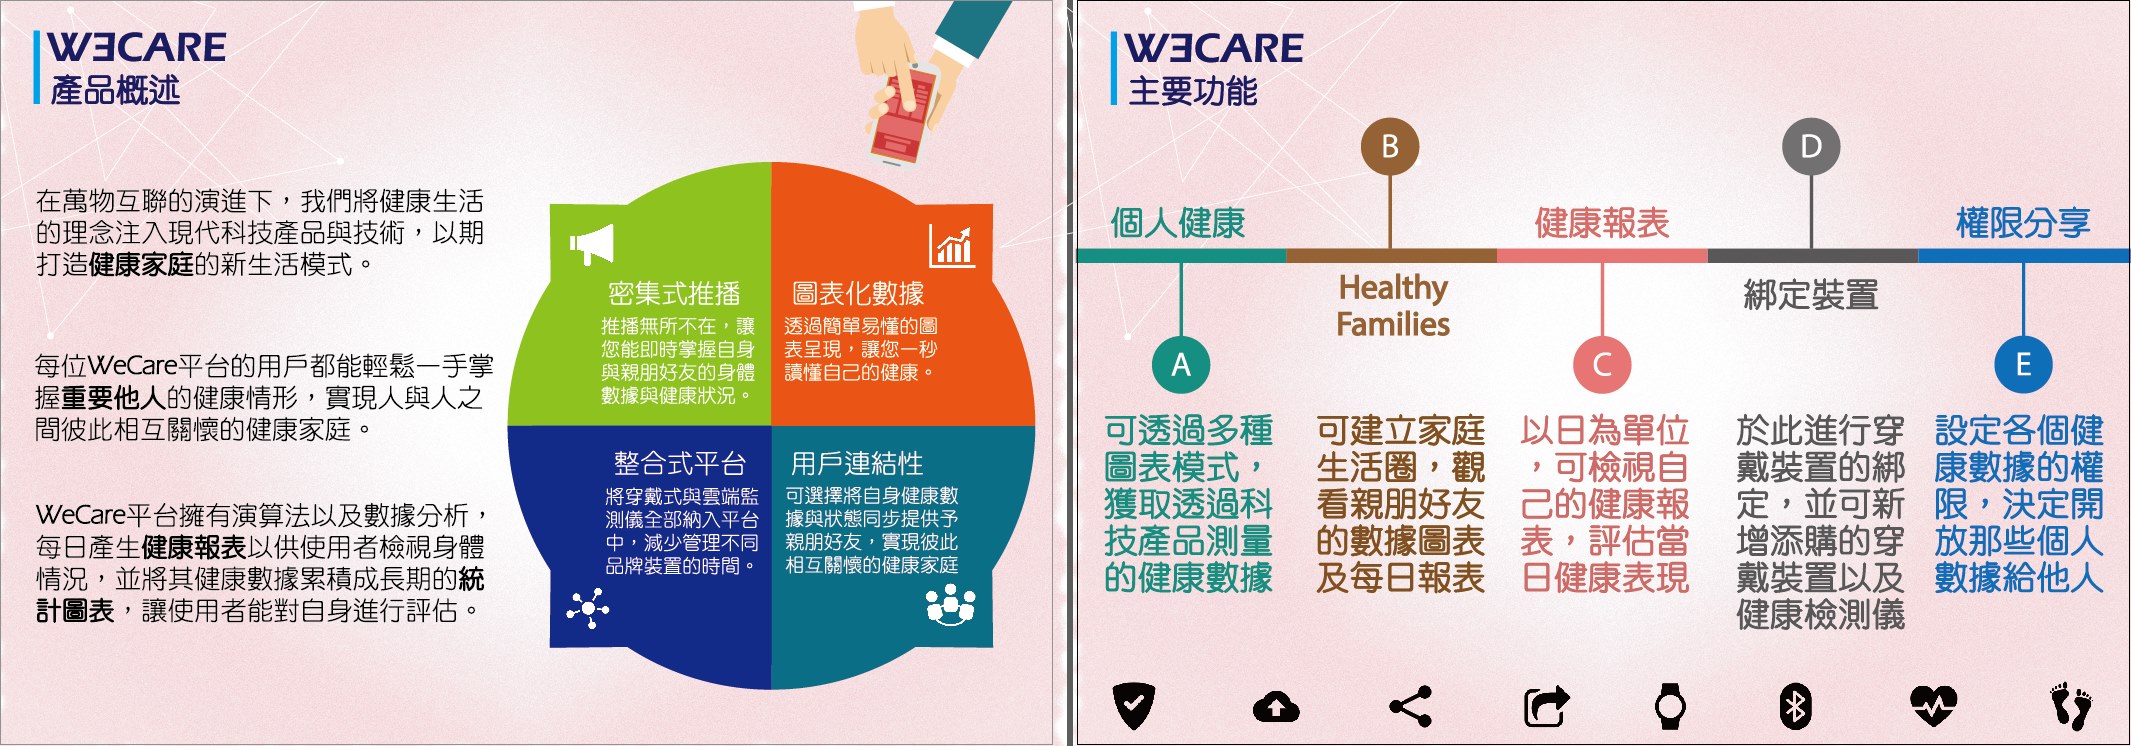 WECARE
產品概述
在萬物互聯的演進下，我們將健康生活
的理念注入現代科技產品與技術，以期
打造健康家庭的新生活模式。
每位WeCare平台的用戶都能輕鬆一手掌
握重要他人的健康情形，實現人與人之
間彼此相互關懷的健康家庭。
WeCare平台擁有演算法以及數據分析，
每日產生健康報表以供使用者檢視身體
情況，並將其健康數據累積成長期的統
計圖表，讓使用者能對自身進行評估。
密集式推播
推播無所不在，讓
您能即時掌握自身
與親朋好友的身體
數據與健康狀況。
圖表化數據
透過簡單易懂的圖
表呈現，讓您一秒
讀懂自己的健康。
整合式平台
將穿戴式與雲端監
測儀全部納入平台
中，減少管理不同
品牌裝置的時間。
用戶連結性
可選擇將自身健康數
據與狀態同步提供予
親朋好友，實現彼此
相互關懷的健康家庭
WECARE
主要功能
個人健康
A
可透過多種
圖表模式，
獲取透過科
技產品測量
的健康數據
B
Healthy
Families
可建立家庭
生活圈，觀
看親朋好友
的數據圖表
及每日報表
健康報表
C
以日為單位
，可檢視自
己的健康報
表，評估當
日健康表現
D
綁定裝置
於此進行穿
戴裝置的綁
定，並可新
增添購的穿
戴裝置以及
健康檢測儀
權限分享
E
設定各個健
康數據的權
限，決定開
放那些個人
數據給他人